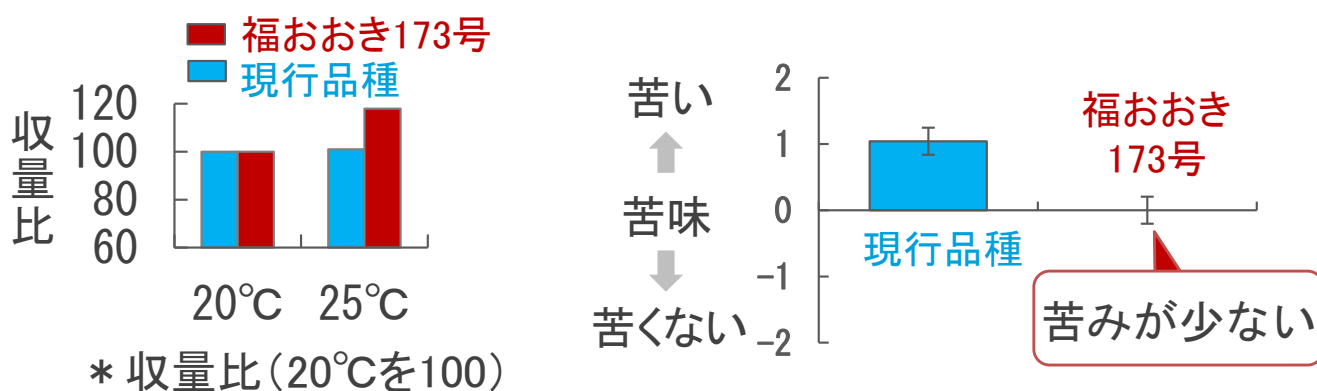 福おおき173号
現行品種
収量比
120
100
80
60
20℃ 25℃
＊収量比（20℃を100）
苦い
苦味
苦くない
2
1
0
-1
-2
現行品種
福おおき
173号
苦みが少ない